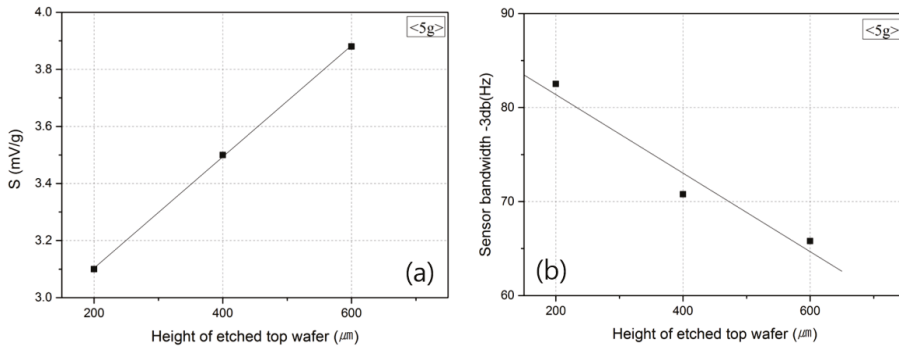 <5g>
4.0
3.8
3.6
3.4
3.2
3.0
S (mV/g)
200
400
600
Height of etched top wafer (㎛)
(a)
<5g>
90
80
70
60
Sensor bandwidth -3db(Hz)
200
400
600
Height of etched top wafer (㎛)
(b)